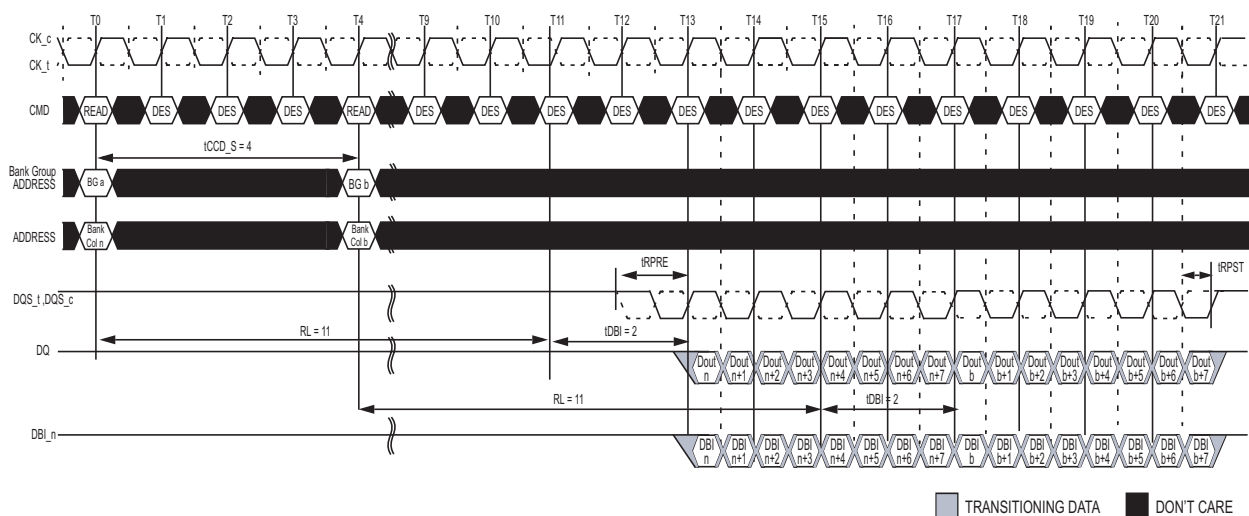 T0 T1 T2 T3 T4 T9 T10 T11 T12 T13 T14 T15 T16 T17 T18 T19 T20 T21
CK_c
CK_t
CMD READ DES DES DES READ DES DES DES DES DES DES DES DES DES DES DES DES DES
tCCD_S = 4
Bank Group
ADDRESS
BG a BG b
ADDRESS
Bank
Col n
Bank
Col b
tRPRE tRPST
DQS_t ,DQS_c
RL = 11 tDBI = 2
DQ
Dout Dout Dout Dout Dout Dout Dout Dout Dout Dout Dout Dout Dout Dout Dout Dout
n n+1 n+2 n+3 n+4 n+5 n+6 n+7 b b+1 b+2 b+3 b+4 b+5 b+6 b+7
RL = 11 tDBI = 2
DBI_n
DBI DBI DBI DBI DBI DBI DBI DBI DBI DBI DBI DBI DBI DBI DBI DBI
n n+1 n+2 n+3 n+4 n+5 n+6 n+7 b b+1 b+2 b+3 b+4 b+5 b+6 b+7
TRANSITIONING DATA DON'T CARE